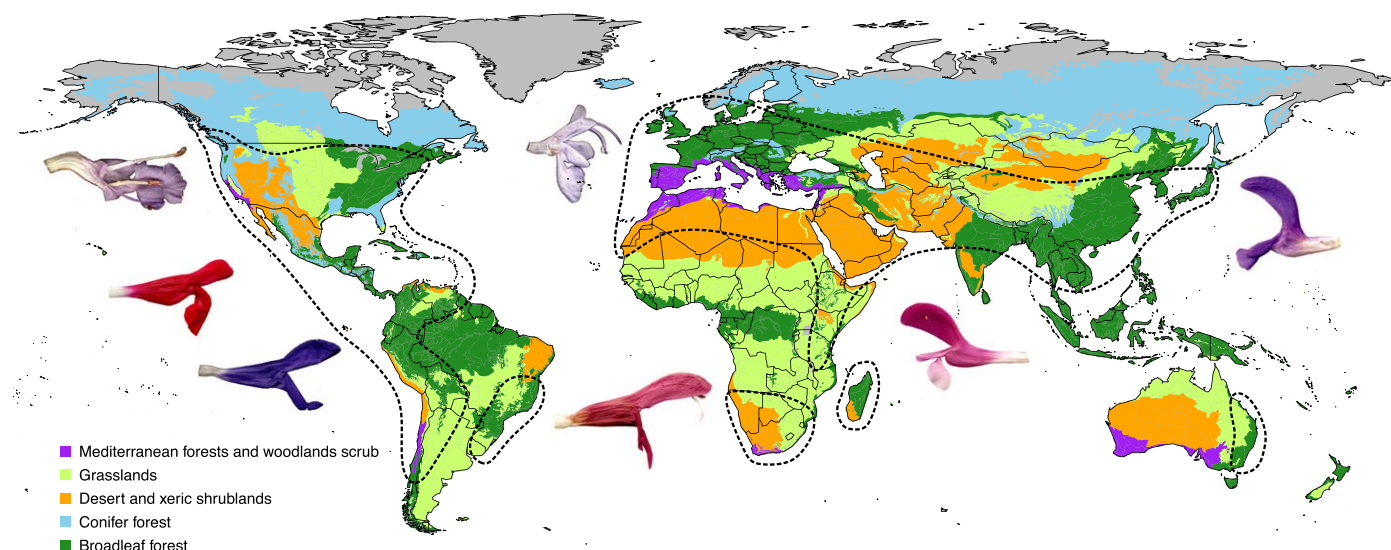 Mediterranean forests and woodlands scrub
Grasslands
Desert and xeric shrublands
Conifer forest
Broadleaf forest